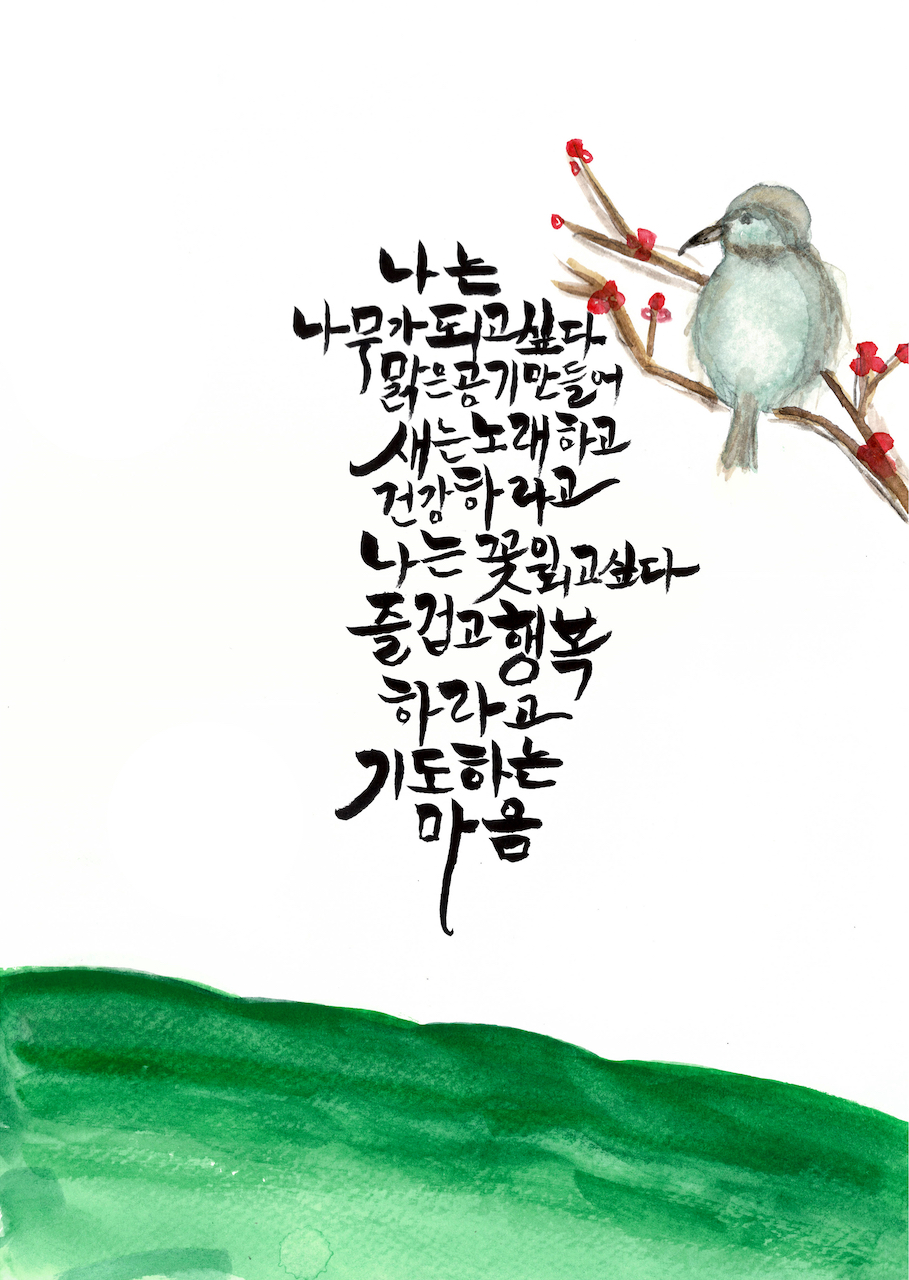 나는
나무가 되고 싶다
맑은 공기 만들어
새는 노래하고
건강하라고
나는 꽃이 되고 싶다
즐겁고 행복
하라고
기도하는
마음